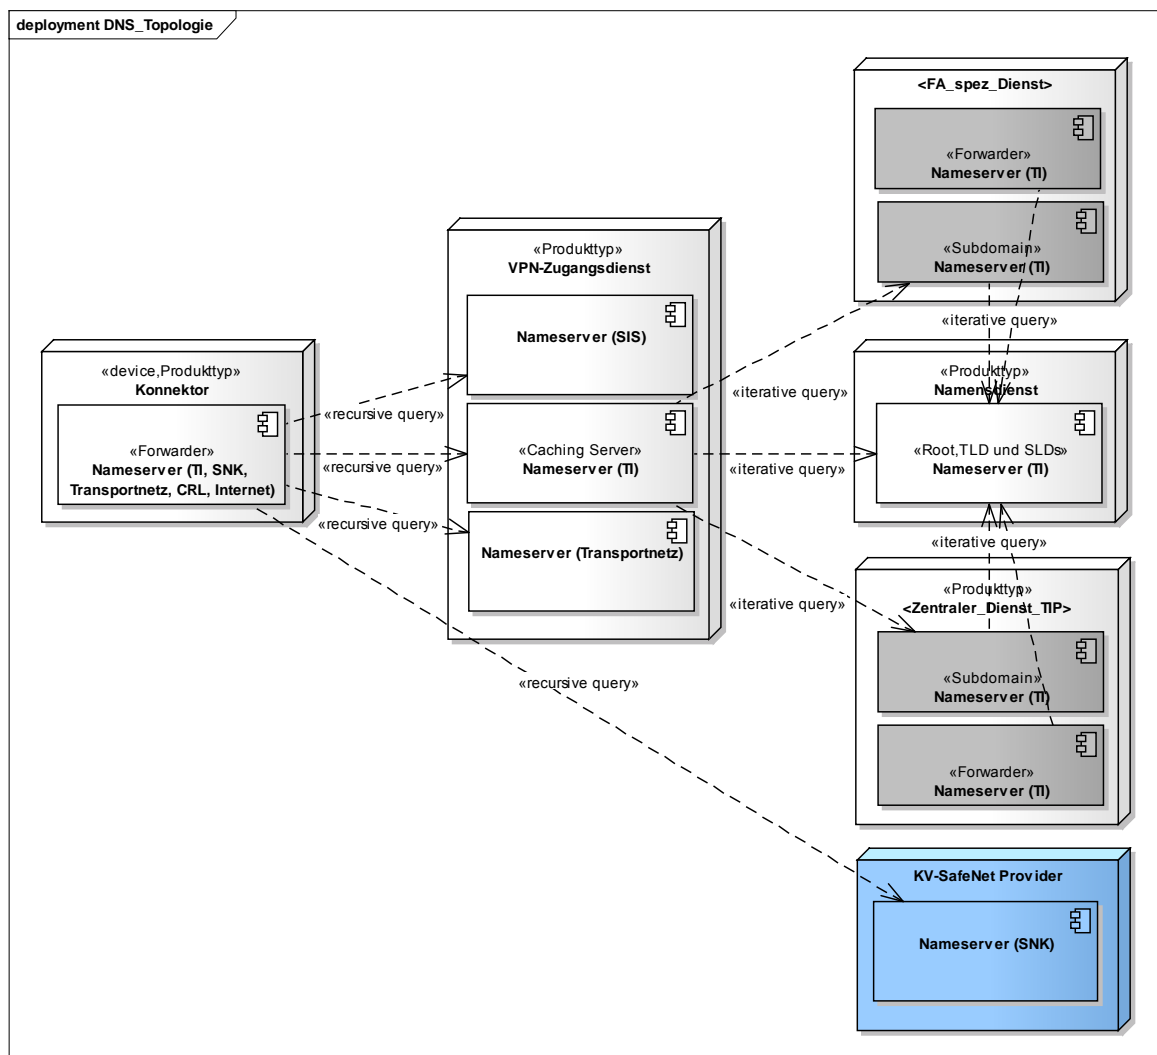 deployment DNS_Topologie
<FA_spez_Dienst>
«Forwarder»
Nameserver (TI)
«Subdomain»
Nameserver (TI)
«Produkttyp»
VPN-Zugangsdienst
Nameserver (SIS)
«Caching Server»
Nameserver (TI)
Nameserver (Transportnetz)
«device,Produkttyp»
Konnektor
«Forwarder»
Nameserver (TI, SNK,
Transportnetz, CRL, Internet)
«recursive query»
«recursive query»
«recursive query»
«recursive query»
«iterative query»
«iterative query»
«iterative query»
«iterative query»
«Produkttyp»
Namensdienst
«Root,TLD und SLDs»
Nameserver (TI)
«iterative query»
«Produkttyp»
<Zentraler_Dienst_TIP>
«Subdomain»
Nameserver (TI)
«Forwarder»
Nameserver (TI)
KV-SafeNet Provider
Nameserver (SNK)